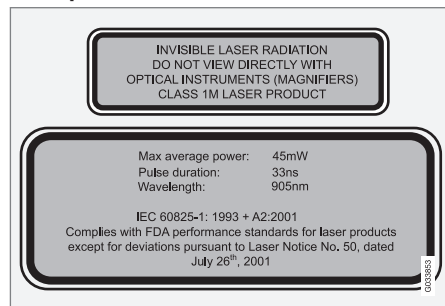 INVISIBLE LASER RADIATION
DO NOT VIEW DIRECTLY WITH
OPTICAL INSTRUMENTS (MAGNIFIERS)
CLASS 1M LASER PRODUCT
Max average power: 45mW
Pulse duration: 33ns
Wavelength: 905nm
IEC 60825-1: 1993 + A2:2001
Complies with FDA performance standards for laser products
except for deviations pursuant to Laser Notice No. 50, dated
July 26th, 2001
G033853